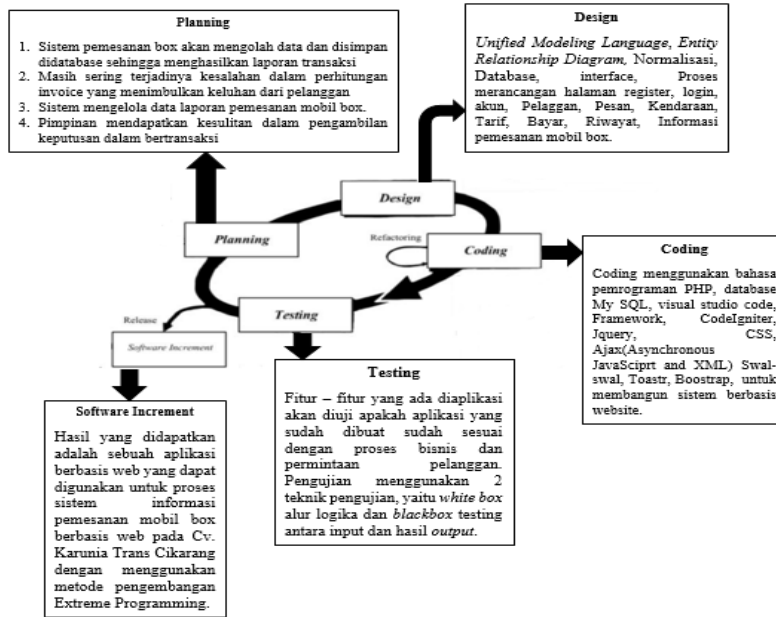 Planning
1. Sistem pemesanan box akan mengolah data dan disimpan
didatabase sehingga menghasilkan laporan transaksi
2. Masih sering terjadinya kesalahan dalam perhitungan
invoice yang menimbulkan keluhan dari pelanggan
3. Sistem mengelola data laporan pemesanan mobil box.
4. Pimpinan mendapatkan kesulitan dalam pengambilan
keputusan dalam bertransaksi
Design
Unified Modeling Language, Entity
Relationship Diagram, Normalisasi,
Database, interface, Proses
merancangan halaman register, login,
akun, Pelaggan, Pesan, Kendaraan,
Tarif, Bayar, Riwayat, Informasi
pemesanan mobil box.
Design
Planning
Refactoring
Coding
Testing
Release
Software Increment
Coding
Coding menggunakan bahasa
pemrograman PHP, database
My SQL, visual studio code,
Framework, CodeIgniter,
Jquery, CSS,
Ajax(Asynchronous
JavaSciprt and XML) Swal-
swal, Toastr, Boostrap, untuk
membangun sistem berbasis
website.
Testing
Fitur – fitur yang ada diaplikasi
akan diuji apakah aplikasi yang
sudah dibuat sudah sesuai
dengan proses bisnis dan
permintaan pelanggan.
Pengujian menggunakan 2
teknik pengujian, yaitu white box
alur logika dan blackbox testing
antara input dan hasil output.
Software Increment
Hasil yang didapatkan
adalah sebuah aplikasi
berbasis web yang dapat
digunakan untuk proses
sistem informasi
pemesanan mobil box
berbasis web pada Cv.
Karunia Trans Cikarang
dengan menggunakan
metode pengembangan
Extreme Programming.